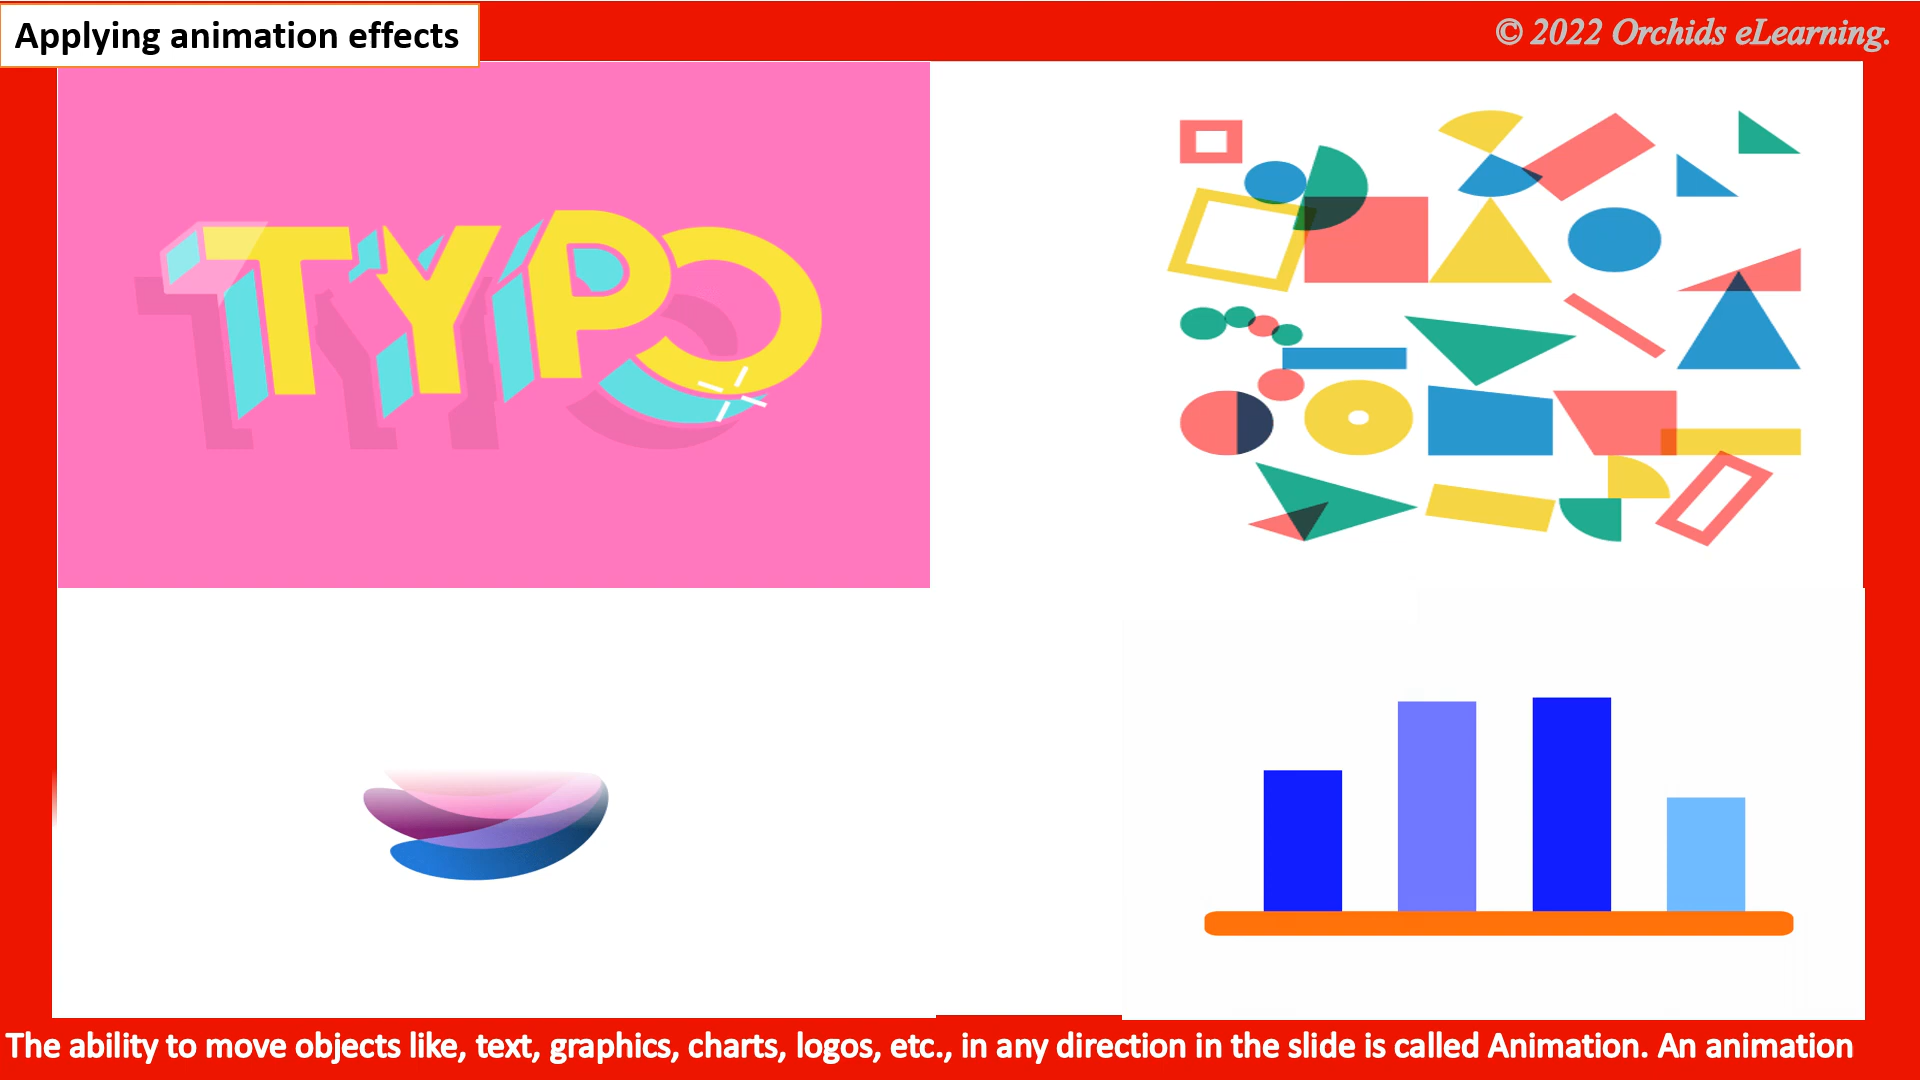 Applying animation effects
© 2022 Orchids eLearning.
TYPO
The ability to move objects like, text, graphics, charts, logos, etc., in any direction in the slide is called Animation. An animation